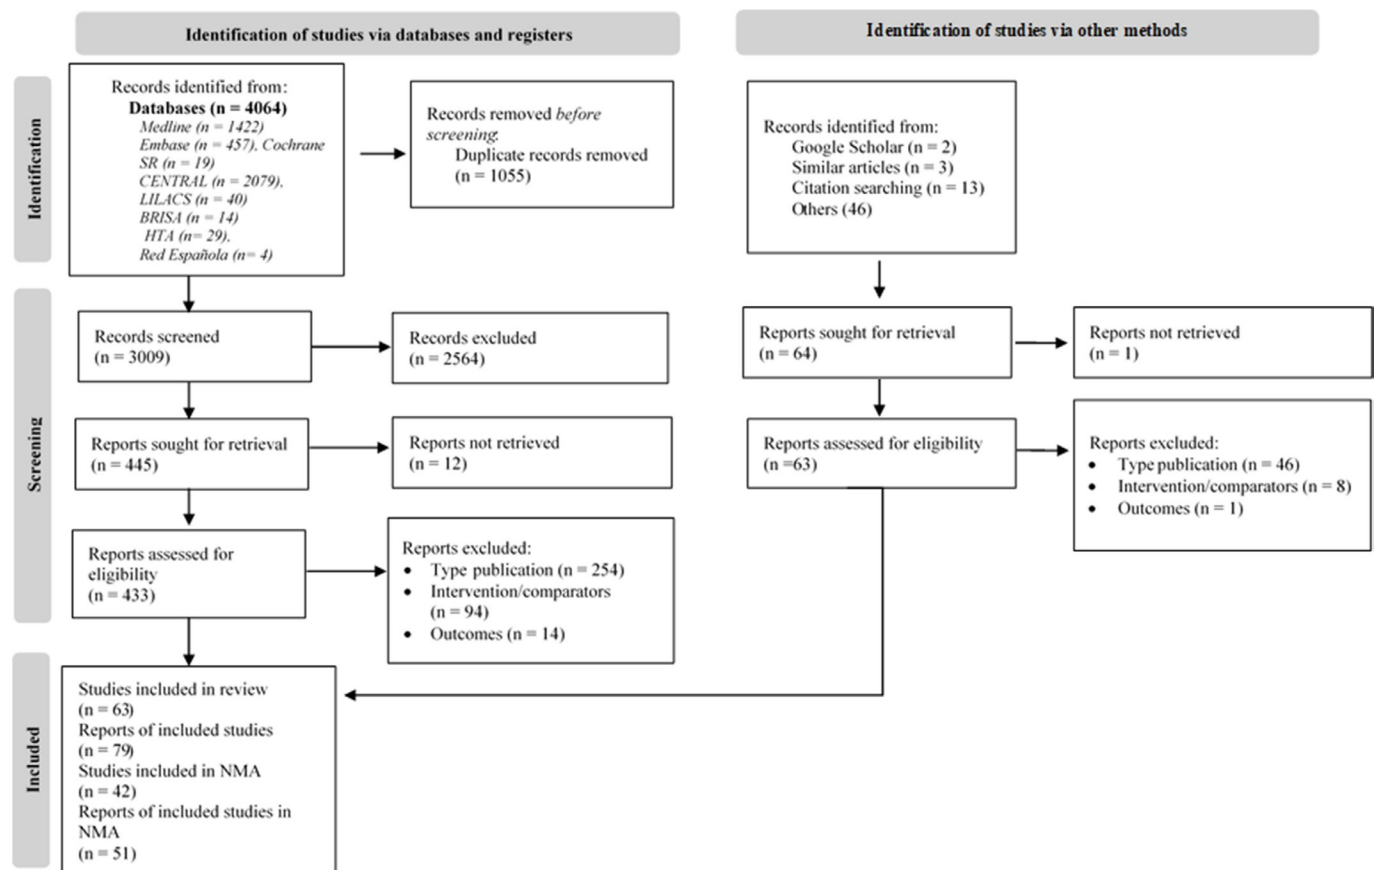 Identification of studies via databases and registers
Identification of studies via other methods
Identification
Records identified from:
Databases (n = 4064)
Medline (n = 1422)
Embase (n = 457), Cochrane
SR (n = 19)
CENTRAL (n = 2079),
LILACS (n = 40)
BRISA (n = 14)
HTA (n= 29),
Red Española (n= 4)
Records removed before
screening:
Duplicate records removed
(n = 1055)
Records identified from:
Google Scholar (n = 2)
Similar articles (n = 3)
Citation searching (n = 13)
Others (46)
Screening
Records screened
(n = 3009)
Records excluded
(n = 2564)
Reports sought for retrieval
(n = 64)
Reports not retrieved
(n = 1)
Reports sought for retrieval
(n = 445)
Reports not retrieved
(n = 12)
Reports assessed for eligibility
(n =63)
Reports excluded:
• Type publication (n = 46)
• Intervention/comparators (n = 8)
• Outcomes (n = 1)
Reports assessed for
eligibility
(n = 433)
Reports excluded:
• Type publication (n = 254)
• Intervention/comparators
(n = 94)
• Outcomes (n = 14)
Included
Studies included in review
(n = 63)
Reports of included studies
(n = 79)
Studies included in NMA
(n = 42)
Reports of included studies in
NMA
(n = 51)